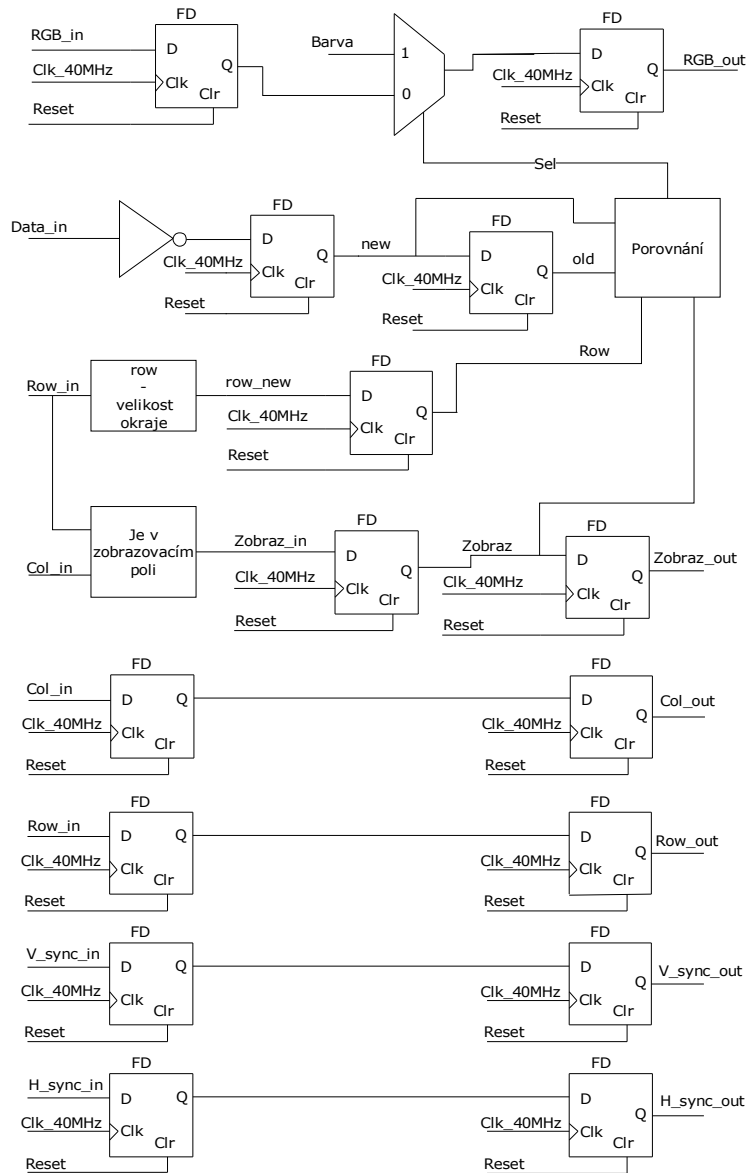 FD
RGB_in
D
Q
Clk_40MHz
Clk
Clr
Reset
Barva
1
0
FD
D
Q
RGB_out
Clk_40MHz
Clk
Clr
Reset
Sel
Data_in
FD
D
Q
Clk_40MHz
Clk
Clr
Reset
new
FD
D
Q
Clk_40MHz
Clk
Clr
Reset
old
Porovnání
Row
Row_in
row
-
velikost
okraje
row_new
FD
D
Q
Clk_40MHz
Clk
Clr
Reset
Col_in
Je v
zobrazovacím
poli
Zobraz_in
FD
D
Q
Clk_40MHz
Clk
Clr
Reset
Zobraz
FD
D
Q
Zobraz_out
Clk_40MHz
Clk
Clr
Reset
FD
Col_in
D
Q
Clk_40MHz
Clk
Clr
Reset
FD
D
Q
Col_out
Clk_40MHz
Clk
Clr
Reset
FD
Row_in
D
Q
Clk_40MHz
Clk
Clr
Reset
FD
D
Q
Row_out
Clk_40MHz
Clk
Clr
Reset
FD
V_sync_in
D
Q
Clk_40MHz
Clk
Clr
Reset
FD
D
Q
V_sync_out
Clk_40MHz
Clk
Clr
Reset
FD
H_sync_in
D
Q
Clk_40MHz
Clk
Clr
Reset
FD
D
Q
H_sync_out
Clk_40MHz
Clk
Clr
Reset